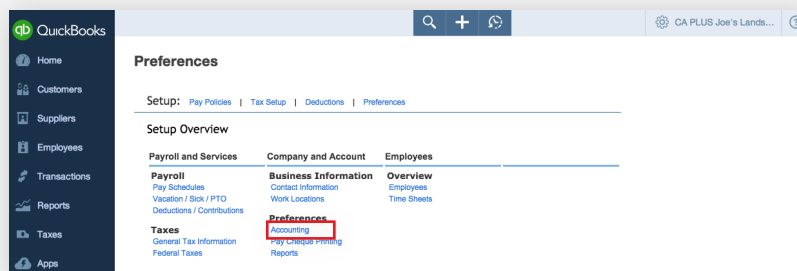 QuickBooks
CA PLUS Joe's Lands...
Home
Customers
Suppliers
Employees
Transactions
Reports
Taxes
Apps
Preferences
Setup: Pay Policies | Tax Setup | Deductions | Preferences
Setup Overview
Payroll and Services
Payroll
Pay Schedules
Vacation / Sick / PTO
Deductions / Contributions
Taxes
General Tax Information
Federal Taxes
Company and Account
Business Information
Contact Information
Work Locations
Preferences
Accounting
Pay Cheque Printing
Reports
Employees
Overview
Employees
Time Sheets